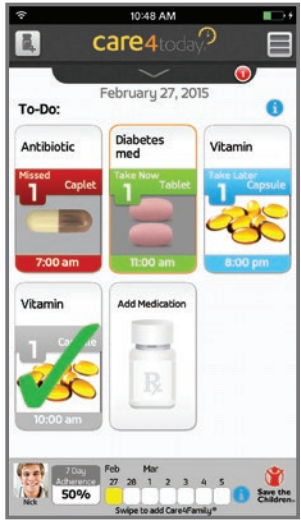 10:48 AM
care4today
1
February 27, 2015
To-Do:
i
Antibiotic
Missed
1 Caplet
7:00 am
Diabetes
med
Take Now
1 Tablet
11:00 am
Vitamin
Take Later
1 Capsule
8:00 pm
Vitamin
1 Capsule
10:00 am
Add Medication
Rx
Nick
7 Day
Adherence
50%
Feb Mar
27 28 1 2 3 4 5
i
Swipe to add Care4Family®
Save the
Children.